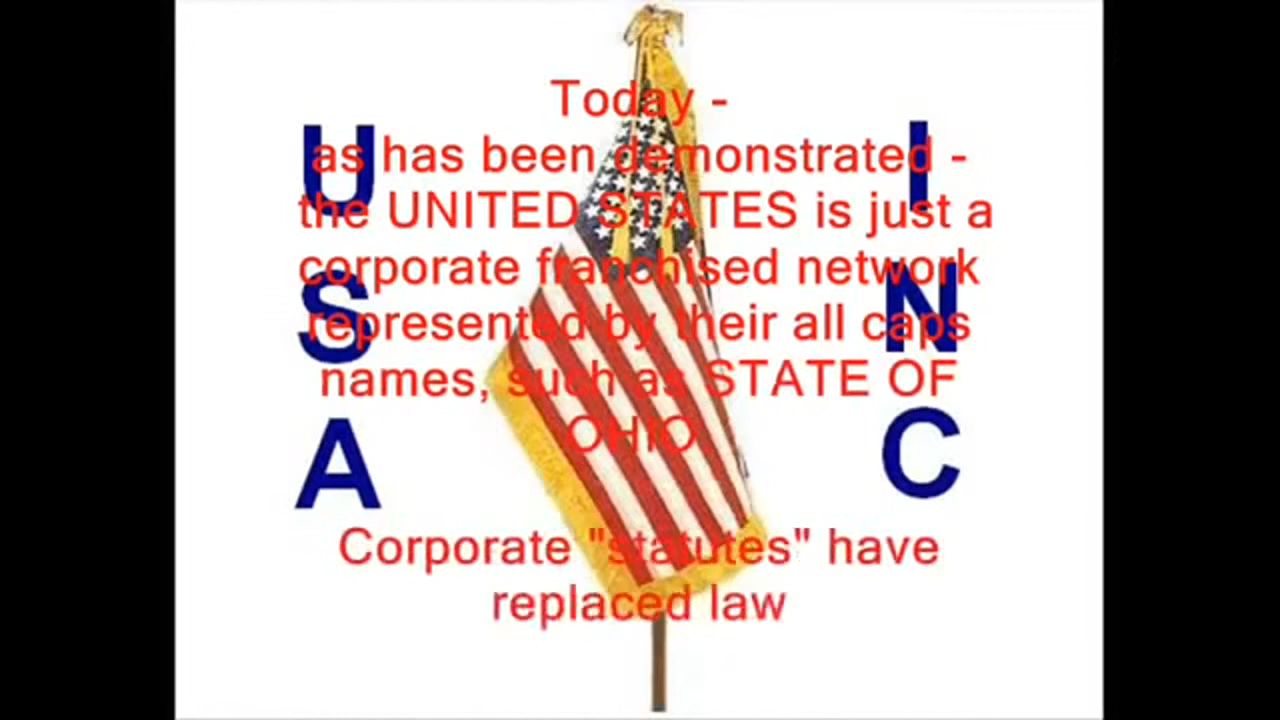 Today -
as has been demonstrated -
the UNITED STATES is just a
corporate franchised network
represented by their all caps
names, such as STATE OF
OHIO
Corporate "statutes" have
replaced law
U
S
A
I
N
C